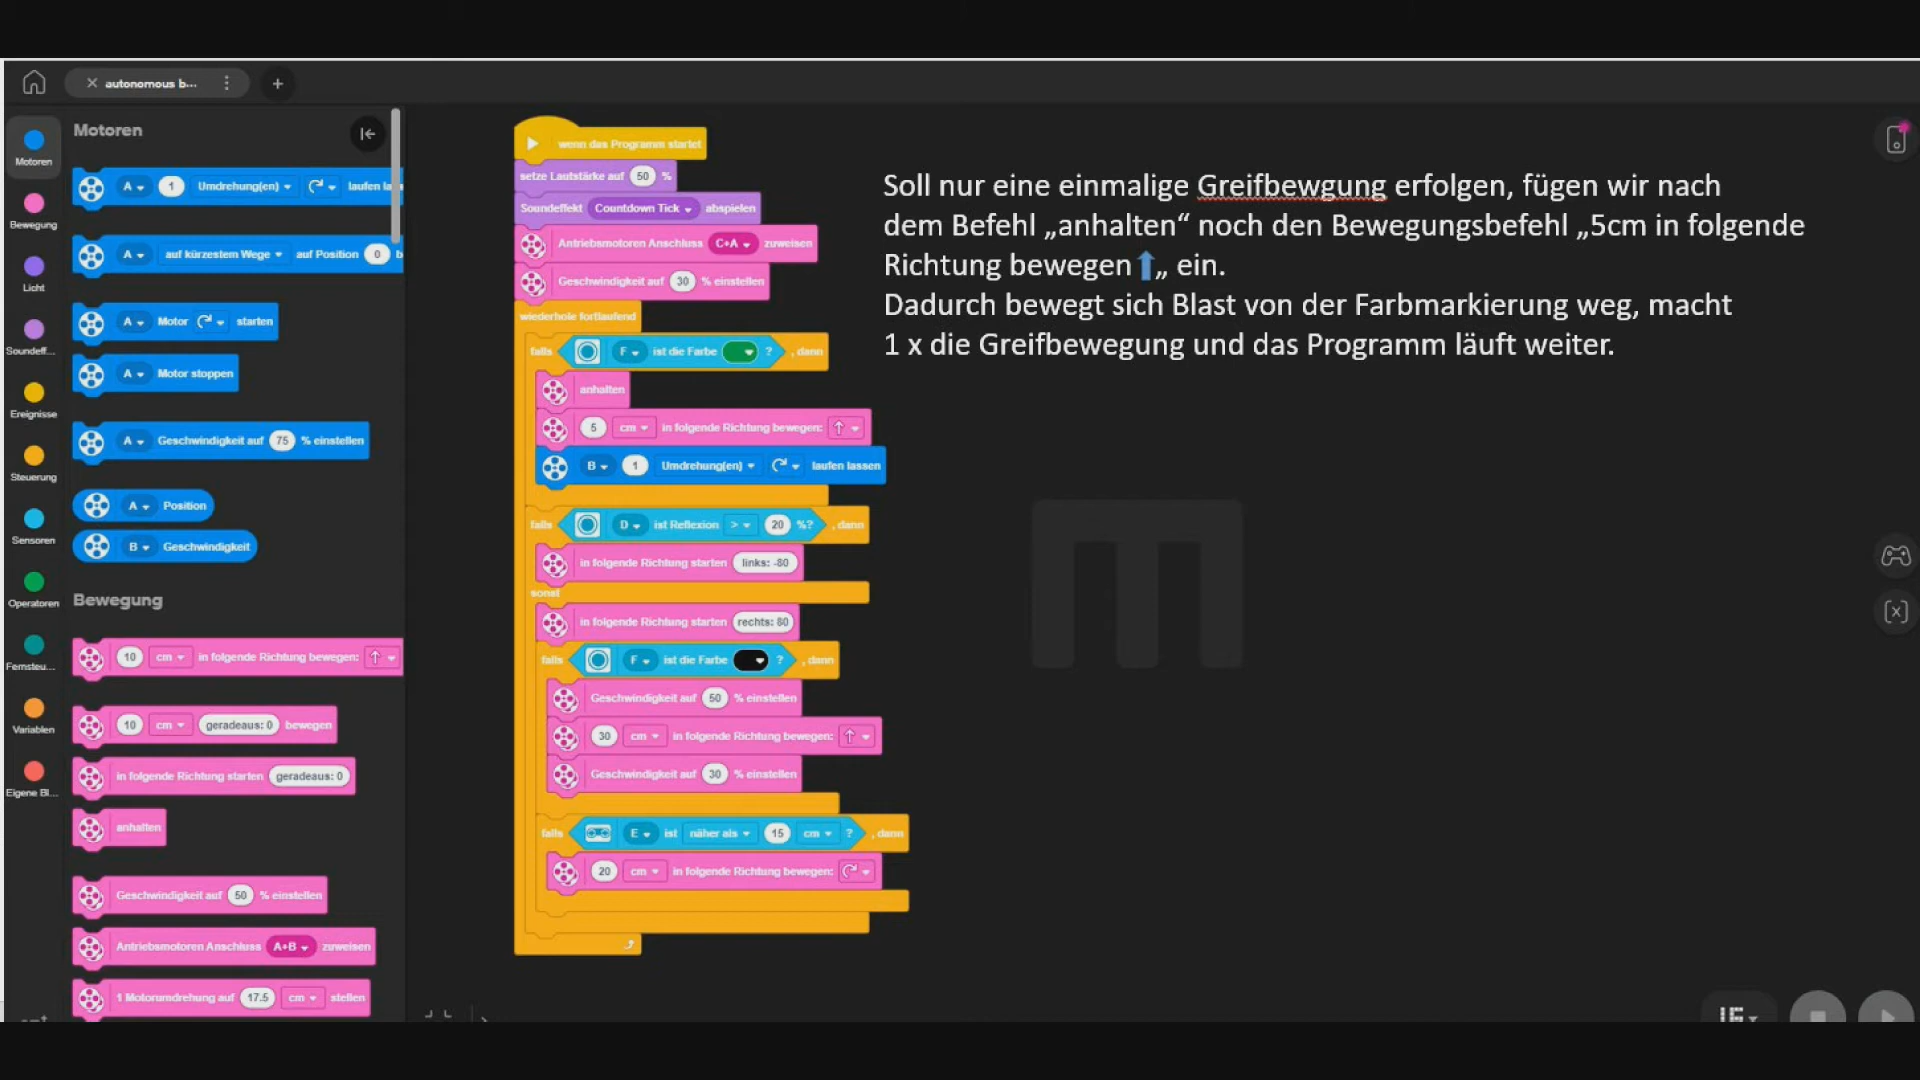 autonomous b...
Motoren
Motoren
Bewegung
Licht
Soundeff...
Ereignisse
Steuerung
Sensoren
Operatoren
Fernsteu...
Variablen
Eigene Bl...
A 1 Umdrehung(en) laufen la
A auf kürzestem Wege auf Position 0 b
A Motor starten
A Motor stoppen
A Geschwindigkeit auf 75 % einstellen
A Position
B Geschwindigkeit
Bewegung
10 cm in folgende Richtung bewegen:
10 cm geradeaus: 0 bewegen
in folgende Richtung starten geradeaus: 0
anhalten
Geschwindigkeit auf 50 % einstellen
Antriebsmotoren Anschluss A+B zuweisen
1 Motorumdrehung auf 17.5 cm stellen
wenn das Programm startet
setze Lautstärke auf 50 %
Soundeffekt Countdown Tick abspielen
Antriebsmotoren Anschluss C+A zuweisen
Geschwindigkeit auf 30 % einstellen
wiederhole fortlaufend
falls F ist die Farbe ? , dann
anhalten
5 cm in folgende Richtung bewegen:
B 1 Umdrehung(en) laufen lassen
falls D ist Reflexion > 20 %? , dann
in folgende Richtung starten links: -80
sonst
in folgende Richtung starten rechts: 80
falls F ist die Farbe ? , dann
Geschwindigkeit auf 50 % einstellen
30 cm in folgende Richtung bewegen:
Geschwindigkeit auf 30 % einstellen
falls E ist näher als 15 cm ? , dann
20 cm in folgende Richtung bewegen:
Soll nur eine einmalige Greifbewgung erfolgen, fügen wir nach
dem Befehl „anhalten“ noch den Bewegungsbefehl „5cm in folgende
Richtung bewegen⬆„ ein.
Dadurch bewegt sich Blast von der Farbmarkierung weg, macht
1 x die Greifbewegung und das Programm läuft weiter.